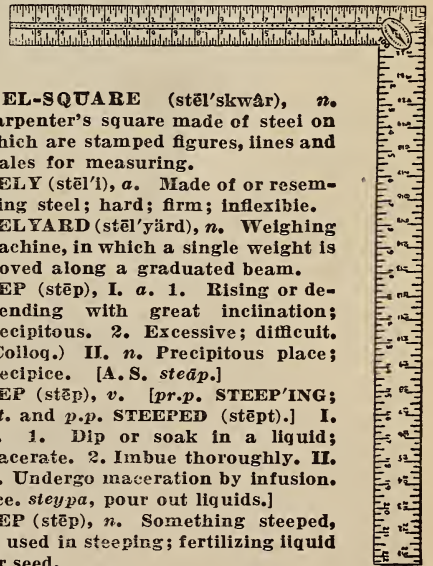 EL-SQUARE (stēl'skwâr), n.
arpenter's square made of steel on
hich are stamped figures, lines and
ales for measuring.
ELY (stēl'i), a. Made of or resem-
ing steel; hard; firm; inflexible.
ELYARD (stēl'yärd), n. Weighing
achine, in which a single weight is
oved along a graduated beam.
EP (stēp), I. a. 1. Rising or de-
ending with great inclination;
ecipitous. 2. Excessive; difficult.
Colloq.) II. n. Precipitous place;
ecipice. [A. S. steáp.]
EP (stēp), v. [pr.p. STEEP'ING;
t. and p.p. STEEPED (stēpt).] I.
. 1. Dip or soak in a liquid;
acerate. 2. Imbue thoroughly. II.
. Undergo maceration by infusion.
ce. steypa, pour out liquids.]
EP (stēp), n. Something steeped,
used in steeping; fertilizing liquid
r seed.